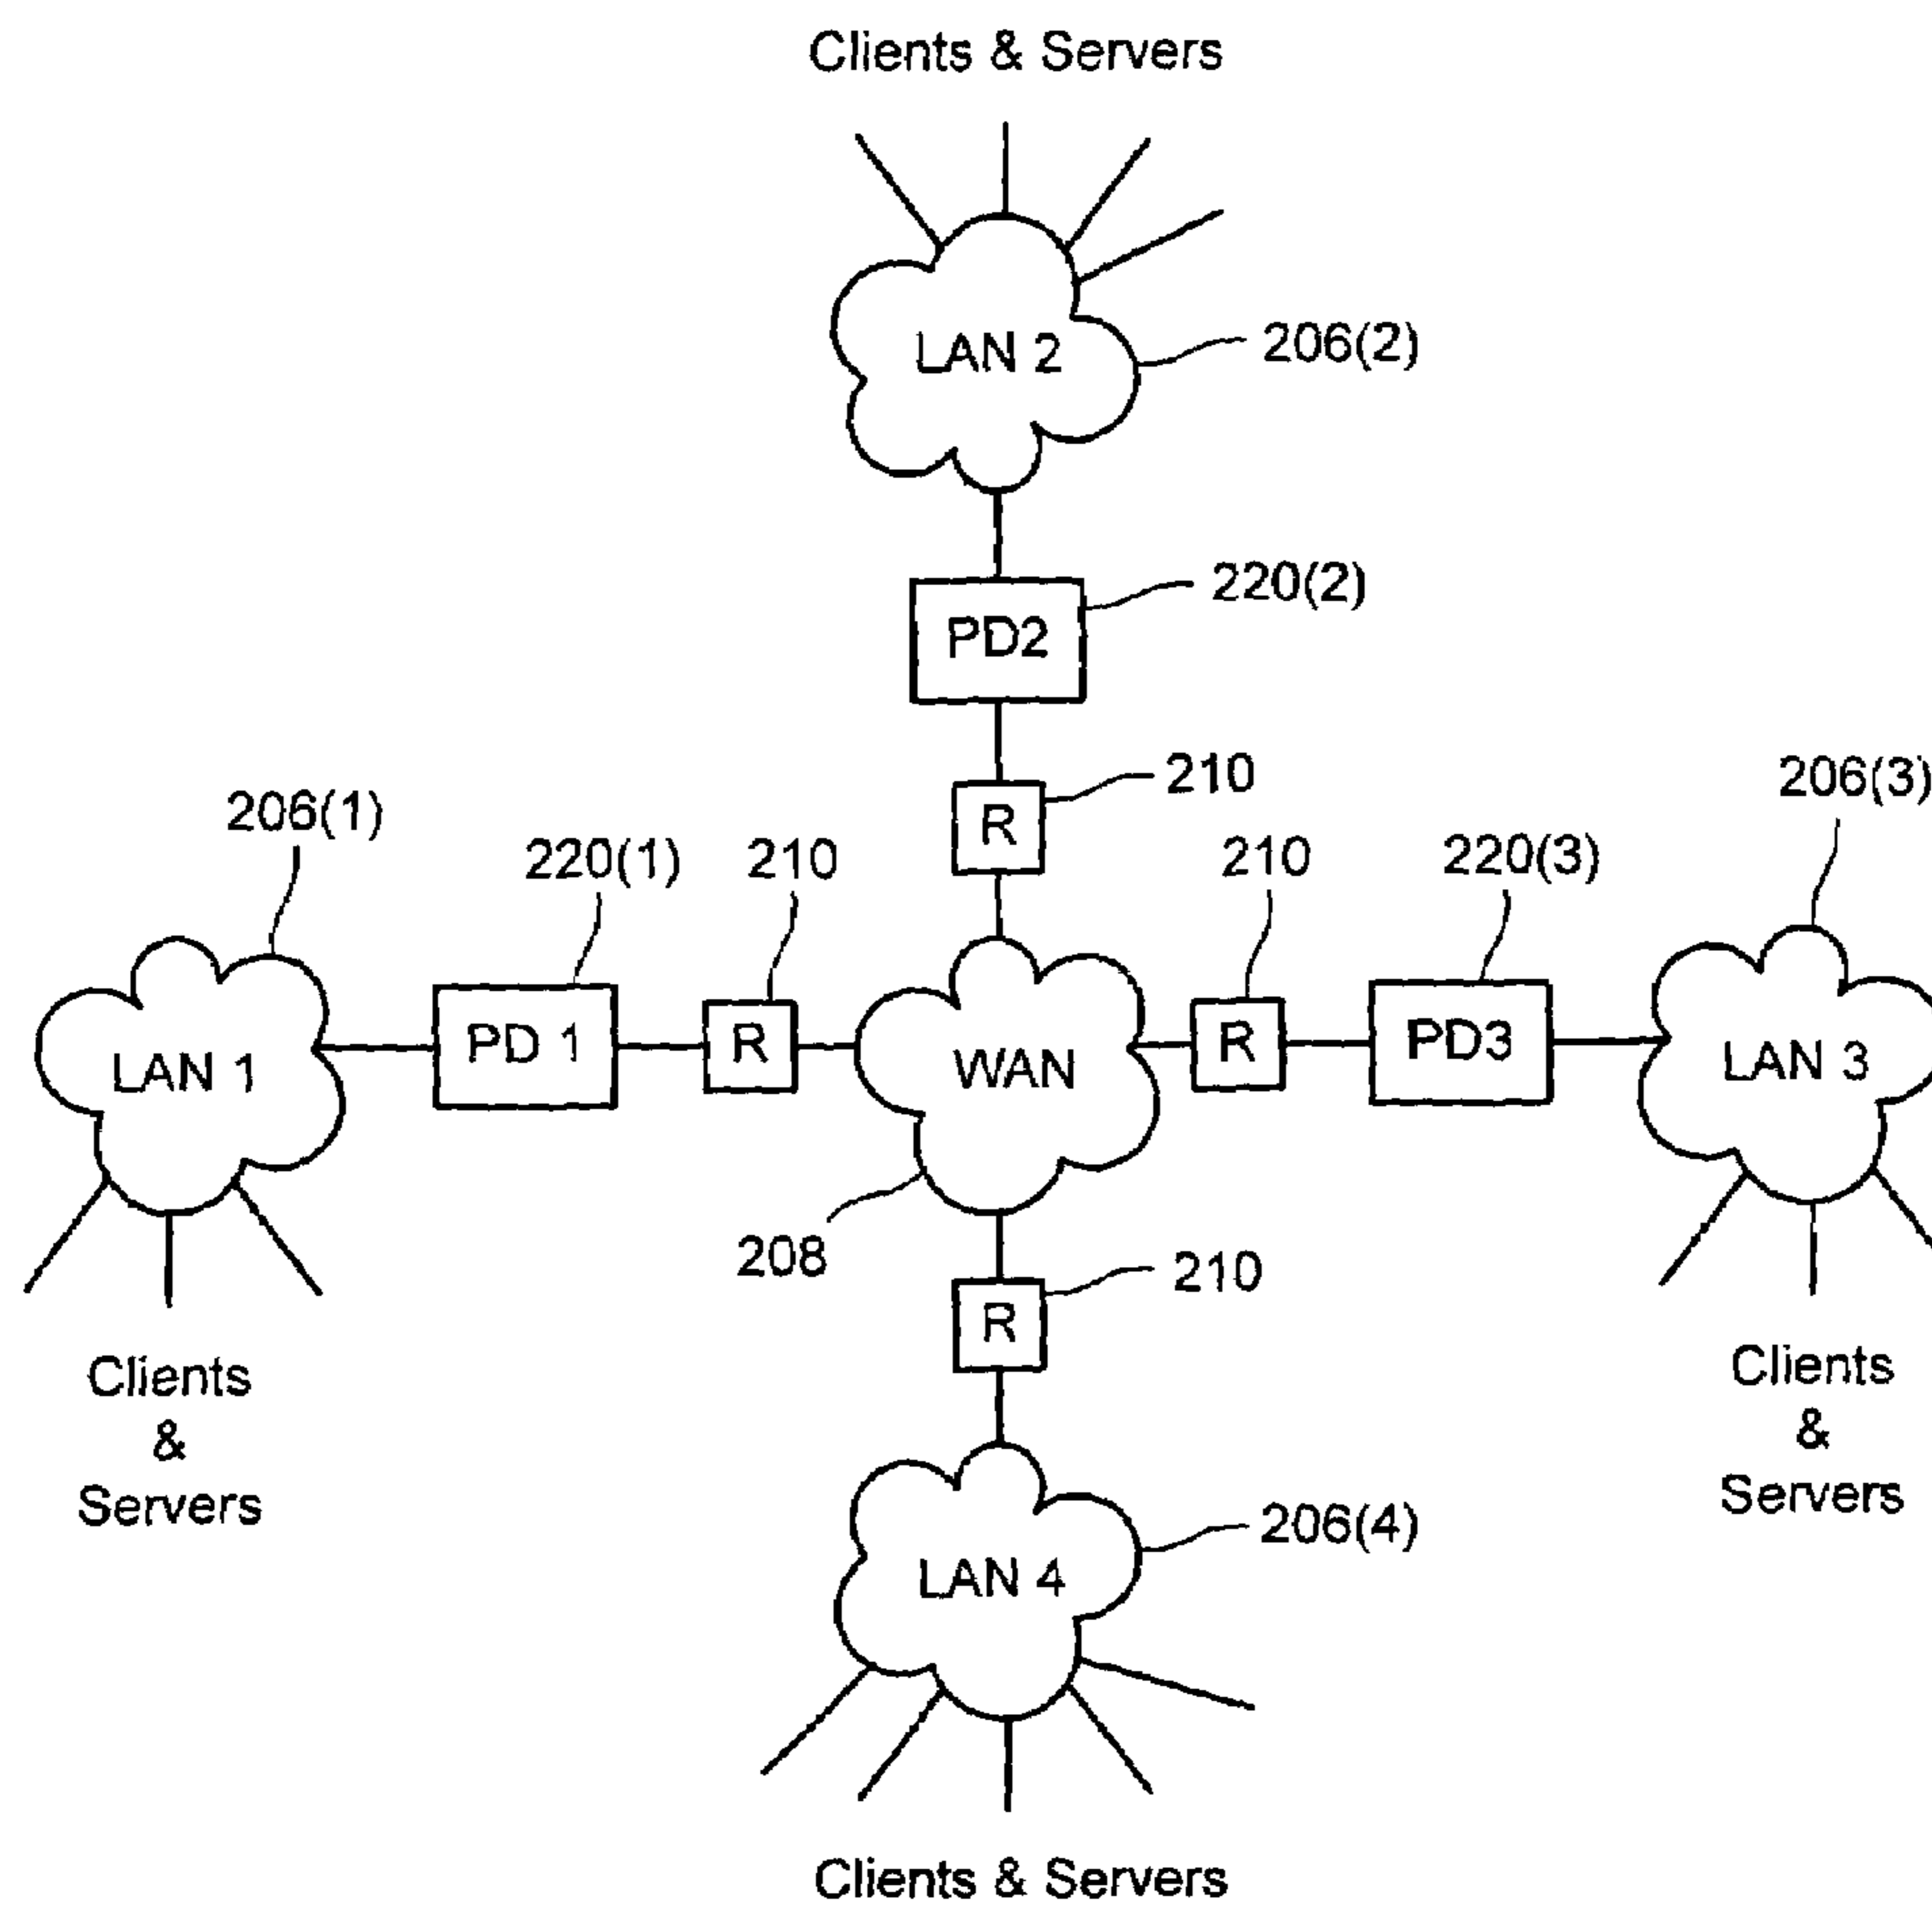 Clients & Servers
LAN 2
206(2)
220(2)
PD2
210
R
206(1)
220(1)
210
210
220(3)
206(3)
LAN 1
PD 1
R
WAN
R
PD3
LAN 3
208
210
R
Clients
&
Servers
Clients
&
Servers
206(4)
LAN 4
Clients & Servers